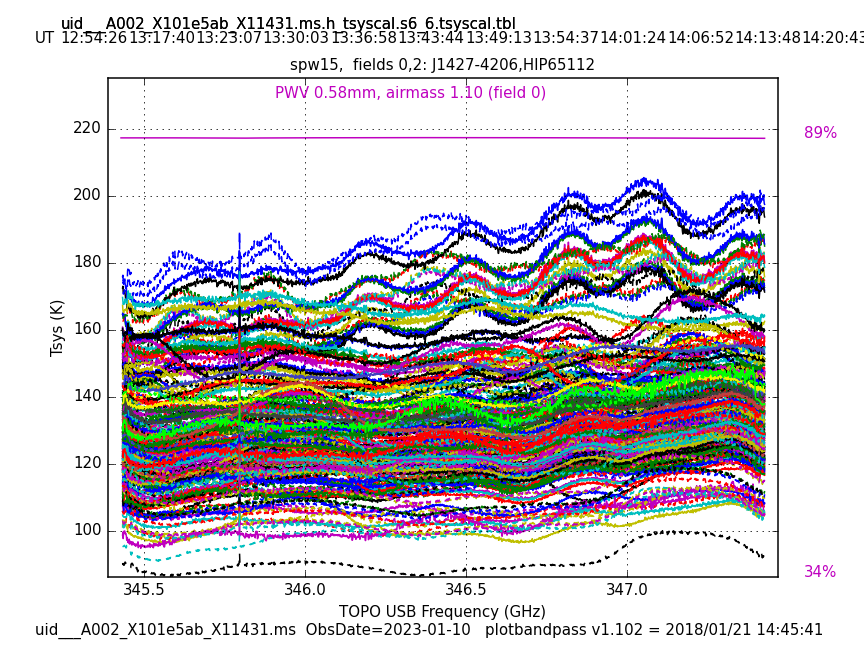 uid___A002_X101e5ab_X11431.ms.h_tsyscal.s6_6.tsyscal.tbl
UT 12:54:26 13:17:40 13:23:07 13:30:03 13:36:58 13:43:44 13:49:13 13:54:37 14:01:24 14:06:52 14:13:48 14:20:43
spw15, fields 0,2: J1427-4206,HIP65112
PWV 0.58mm, airmass 1.10 (field 0)
89%
220
200
180
160
140
120
100
Tsys (K)
34%
345.5 346.0 346.5 347.0
TOPO USB Frequency (GHz)
uid___A002_X101e5ab_X11431.ms ObsDate=2023-01-10 plotbandpass v1.102 = 2018/01/21 14:45:41